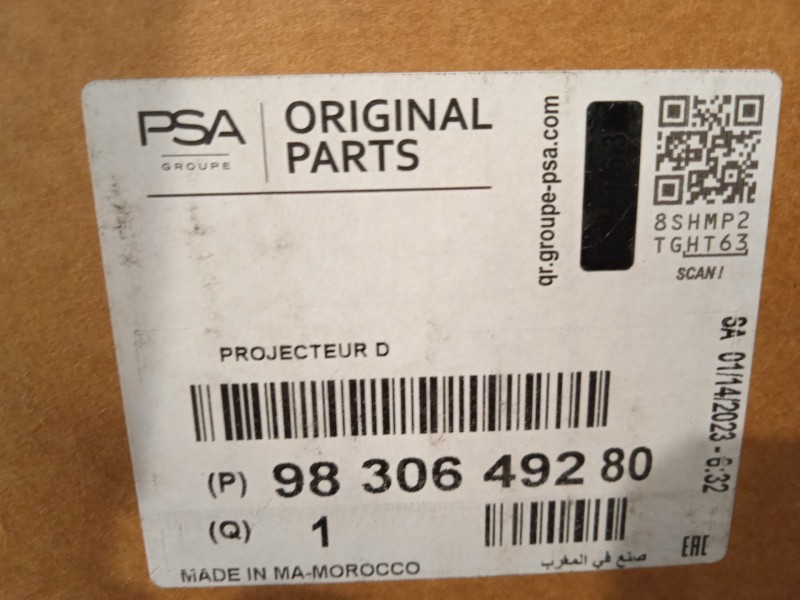 PSA
GROUPE
ORIGINAL
PARTS
qr.groupe-psa.com
8SHMP2
TGHT63
SCAN!
PROJECTEUR D
(P) 98 306 492 80
(Q) 1
MADE IN MA-MOROCCO
صنع في المغرب
EAC
SA 01/14/2023 - 6:32